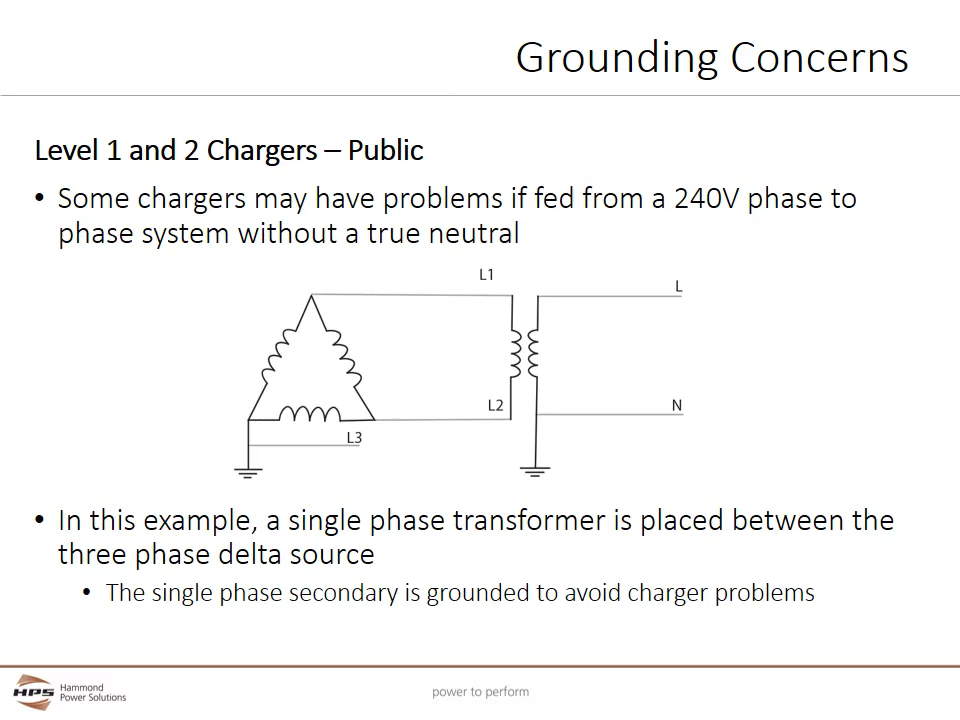 Grounding Concerns
Level 1 and 2 Chargers – Public
• Some chargers may have problems if fed from a 240V phase to
phase system without a true neutral
L1
L
L2
N
L3
• In this example, a single phase transformer is placed between the
three phase delta source
• The single phase secondary is grounded to avoid charger problems
HPS
Hammond
Power Solutions
power to perform